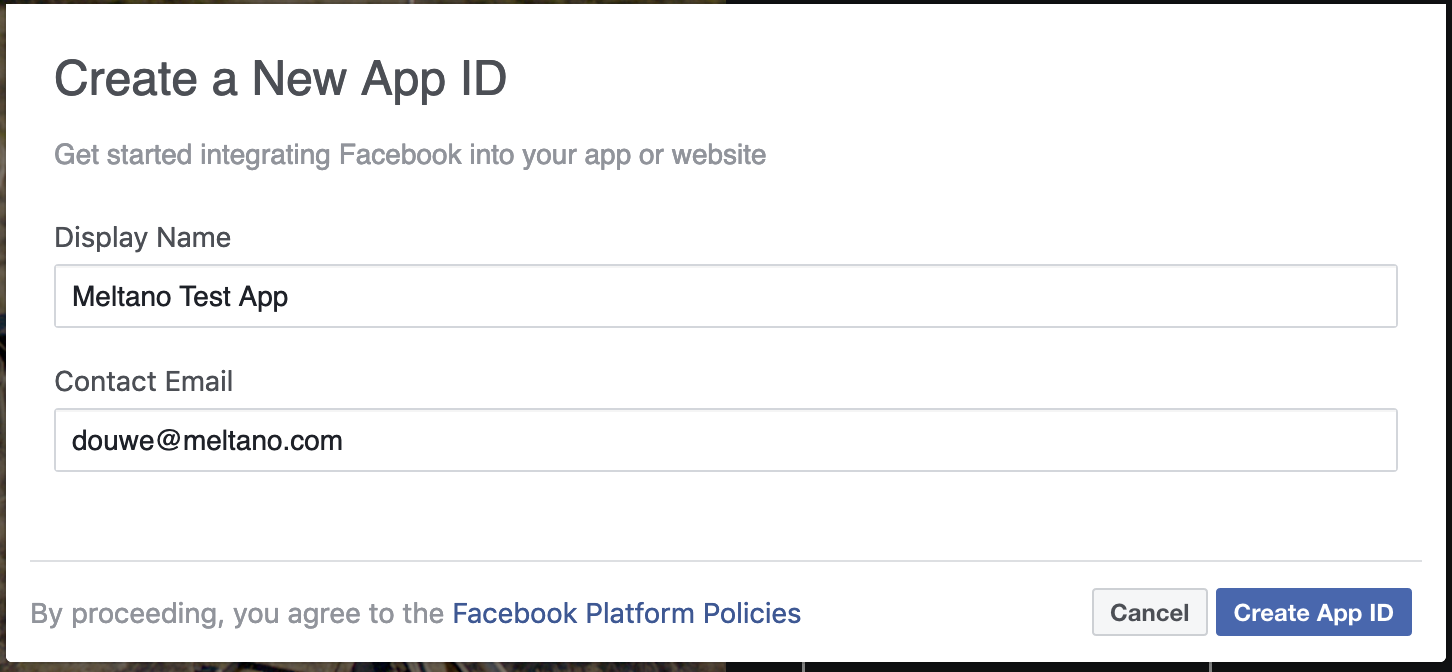 Create a New App ID
Get started integrating Facebook into your app or website
Display Name
Meltano Test App
Contact Email
douwe@meltano.com
By proceeding, you agree to the Facebook Platform Policies
Cancel
Create App ID